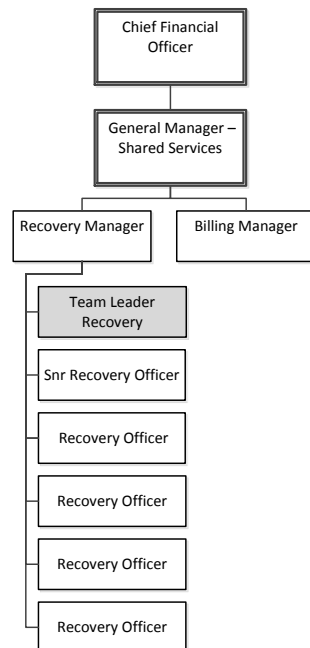 Chief Financial
Officer
General Manager –
Shared Services
Recovery Manager
Billing Manager
Team Leader
Recovery
Snr Recovery Officer
Recovery Officer
Recovery Officer
Recovery Officer
Recovery Officer